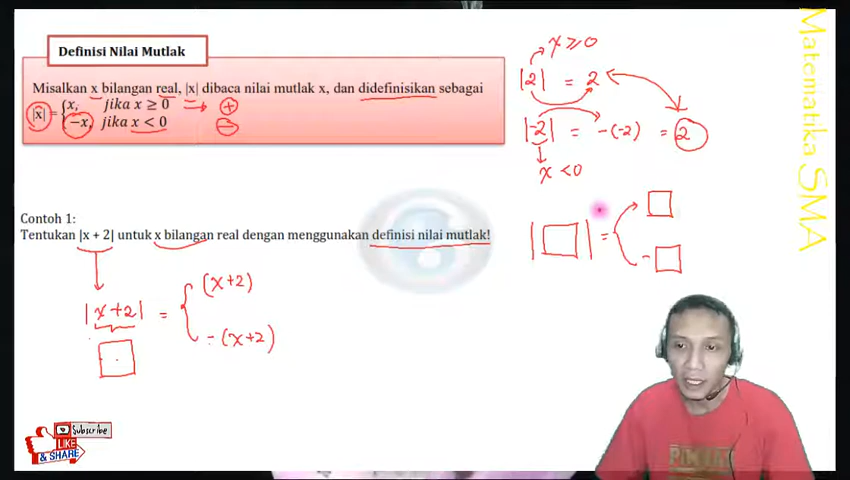 Definisi Nilai Mutlak
Misalkan x bilangan real, |x| dibaca nilai mutlak x, dan didefinisikan sebagai
|x| = { x, jika x ≥ 0
−x, jika x < 0
+
−
x ≥ 0
|2| = 2
|-2| = -(-2) = 2
x < 0
| | =
-
Contoh 1:
Tentukan |x + 2| untuk x bilangan real dengan menggunakan definisi nilai mutlak!
|x+2| = { (x+2)
-(x+2)
Matematika SMA
Subscribe
LIKE
& SHARE